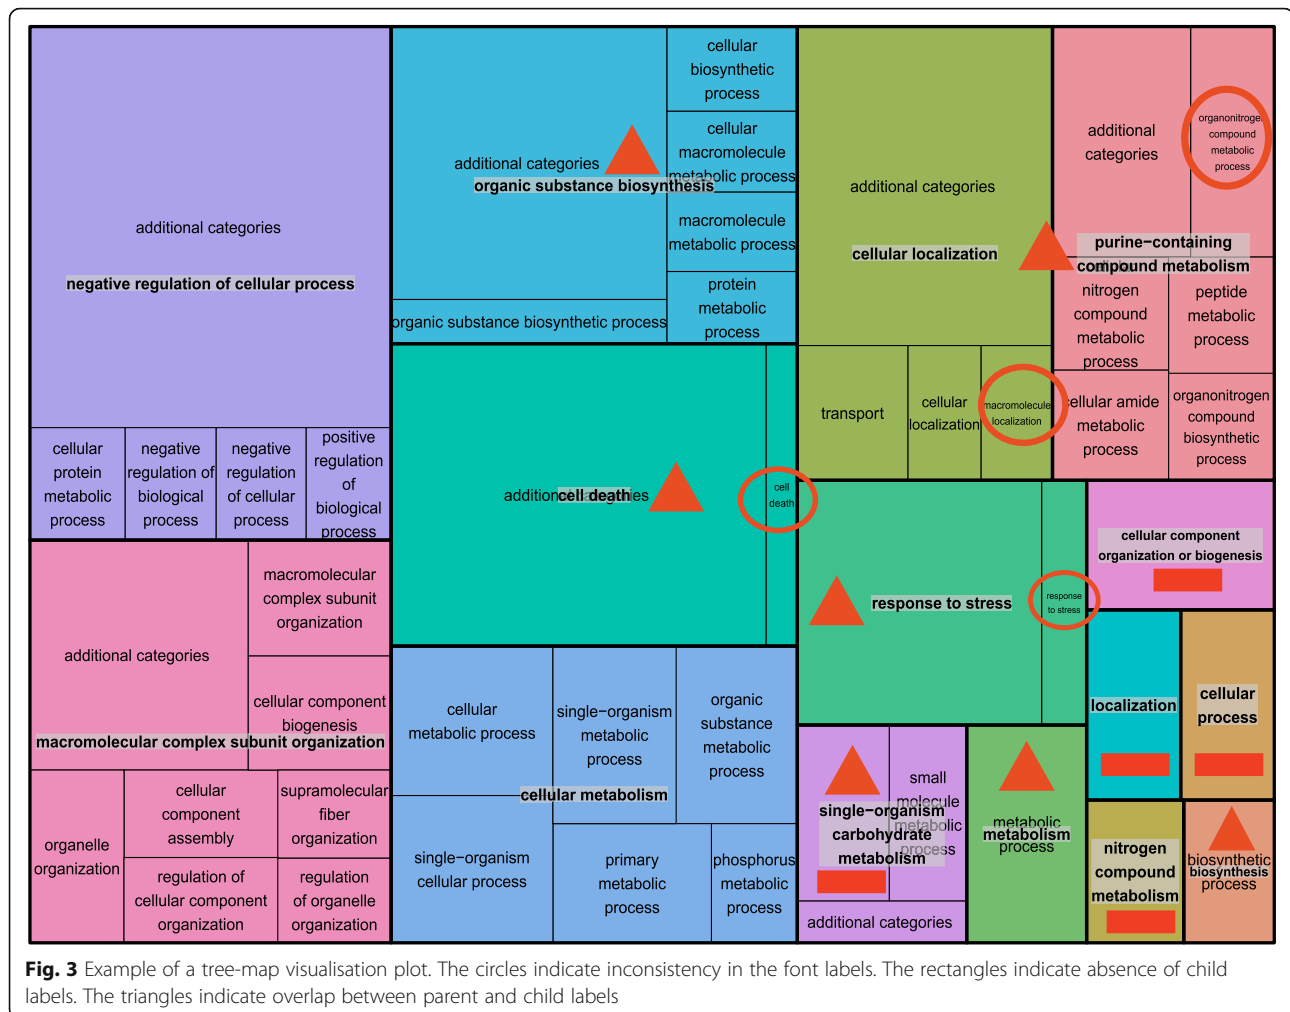 additional categories
negative regulation of cellular process
cellular
protein
metabolic
process
negative
regulation of
biological
process
negative
regulation
of cellular
process
positive
regulation
of
biological
process
additional categories
macromolecular
complex subunit
organization
cellular component
biogenesis
macromolecular complex subunit organization
organelle
organization
cellular
component
assembly
supramolecular
fiber
organization
regulation of
cellular component
organization
regulation
of organelle
organization
additional categories
organic substance biosynthesis
cellular
biosynthetic
process
cellular
macromolecule
metabolic process
macromolecule
metabolic process
protein
metabolic
process
organic substance biosynthetic process
additional categories
cell death
cell
death
cellular
metabolic process
single−organism
metabolic
process
organic
substance
metabolic
process
cellular metabolism
single−organism
cellular process
primary
metabolic
process
phosphorus
metabolic
process
additional categories
cellular localization
transport
cellular
localization
macromolecule
localization
additional
categories
organonitrogen
compound
metabolic
process
purine−containing
compound metabolism
cellular
nitrogen
compound
metabolic
process
peptide
metabolic
process
cellular amide
metabolic
process
organonitrogen
compound
biosynthetic
process
response to stress
response
to stress
cellular component
organization or biogenesis
localization
cellular
process
single−organism
carbohydrate
metabolism
small
molecule
metabolic
process
additional categories
metabolic
process
metabolism
nitrogen
compound
metabolism
biosynthetic
process
biosynthesis
Fig. 3 Example of a tree-map visualisation plot. The circles indicate inconsistency in the font labels. The rectangles indicate absence of child
labels. The triangles indicate overlap between parent and child labels